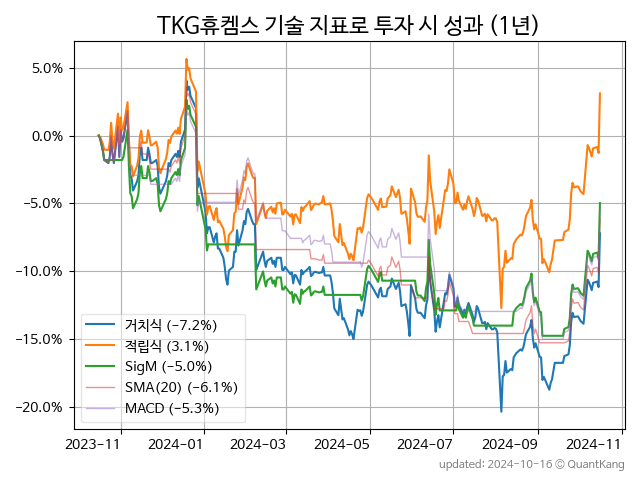 TKG휴켐스 기술 지표로 투자 시 성과 (1년)
5.0%
0.0%
−5.0%
−10.0%
−15.0%
−20.0%
거치식 (−7.2%)
적립식 (3.1%)
SigM (−5.0%)
SMA(20) (−6.1%)
MACD (−5.3%)
2023-11 2024-01 2024-03 2024-05 2024-07 2024-09 2024-11
updated: 2024-10-16 © QuantKang